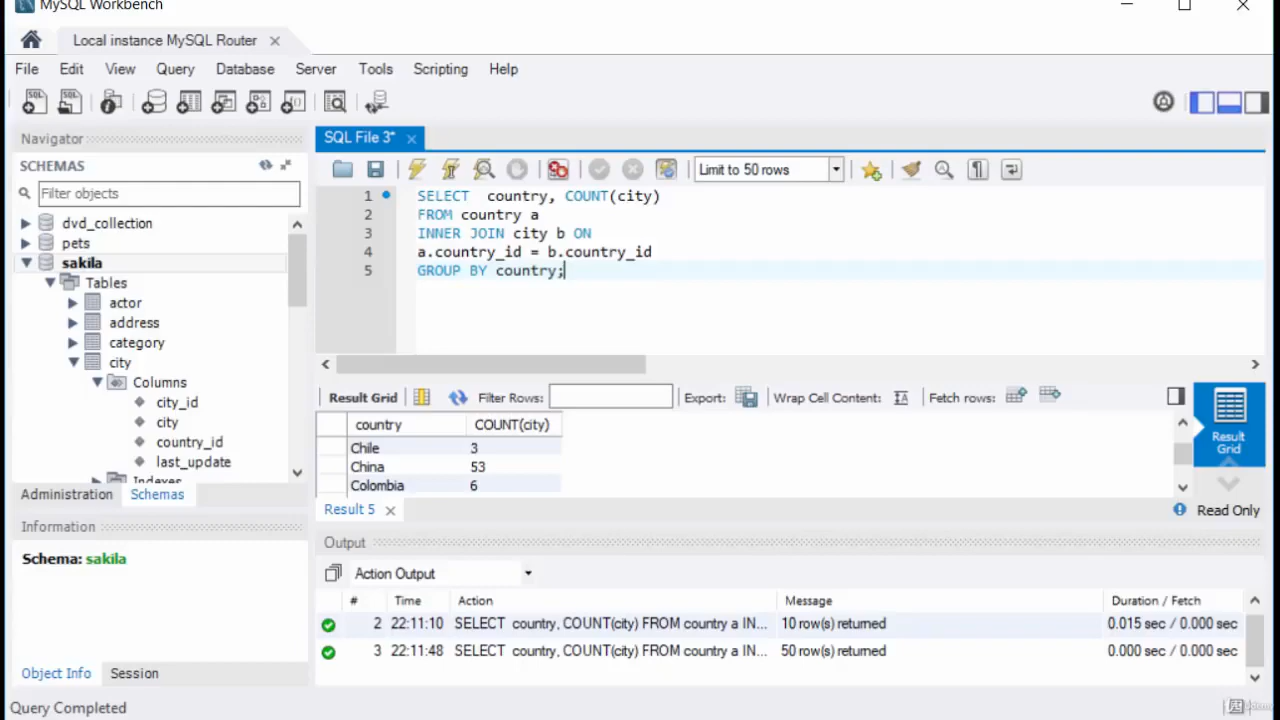 MySQL Workbench
Local instance MySQL Router
File Edit View Query Database Server Tools Scripting Help
Navigator
SCHEMAS
Filter objects
dvd_collection
pets
sakila
Tables
actor
address
category
city
Columns
city_id
city
country_id
last_update
Indexes
Administration Schemas
Information
Schema: sakila
Object Info Session
SQL File 3*
Limit to 50 rows
1 SELECT country, COUNT(city)
2 FROM country a
3 INNER JOIN city b ON
4 a.country_id = b.country_id
5 GROUP BY country;
Result Grid Filter Rows: Export: Wrap Cell Content: Fetch rows:
country COUNT(city)
Chile 3
China 53
Colombia 6
Result Grid
Result 5
Read Only
Output
Action Output
# Time Action Message Duration / Fetch
2 22:11:10 SELECT country, COUNT(city) FROM country a IN... 10 row(s) returned 0.015 sec / 0.000 sec
3 22:11:48 SELECT country, COUNT(city) FROM country a IN... 50 row(s) returned 0.000 sec / 0.000 sec
Query Completed